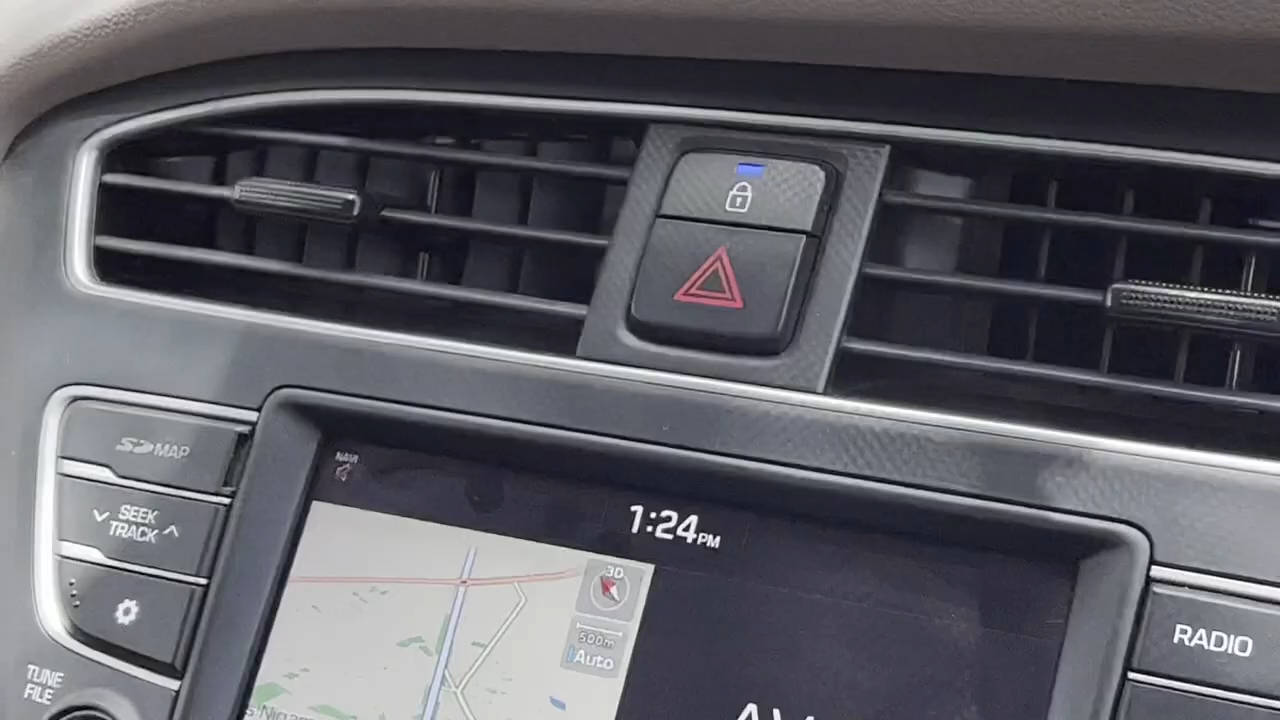 SD MAP
SEEK
TRACK
TUNE
FILE
NAVI
1:24PM
3D
500m
Auto
RADIO